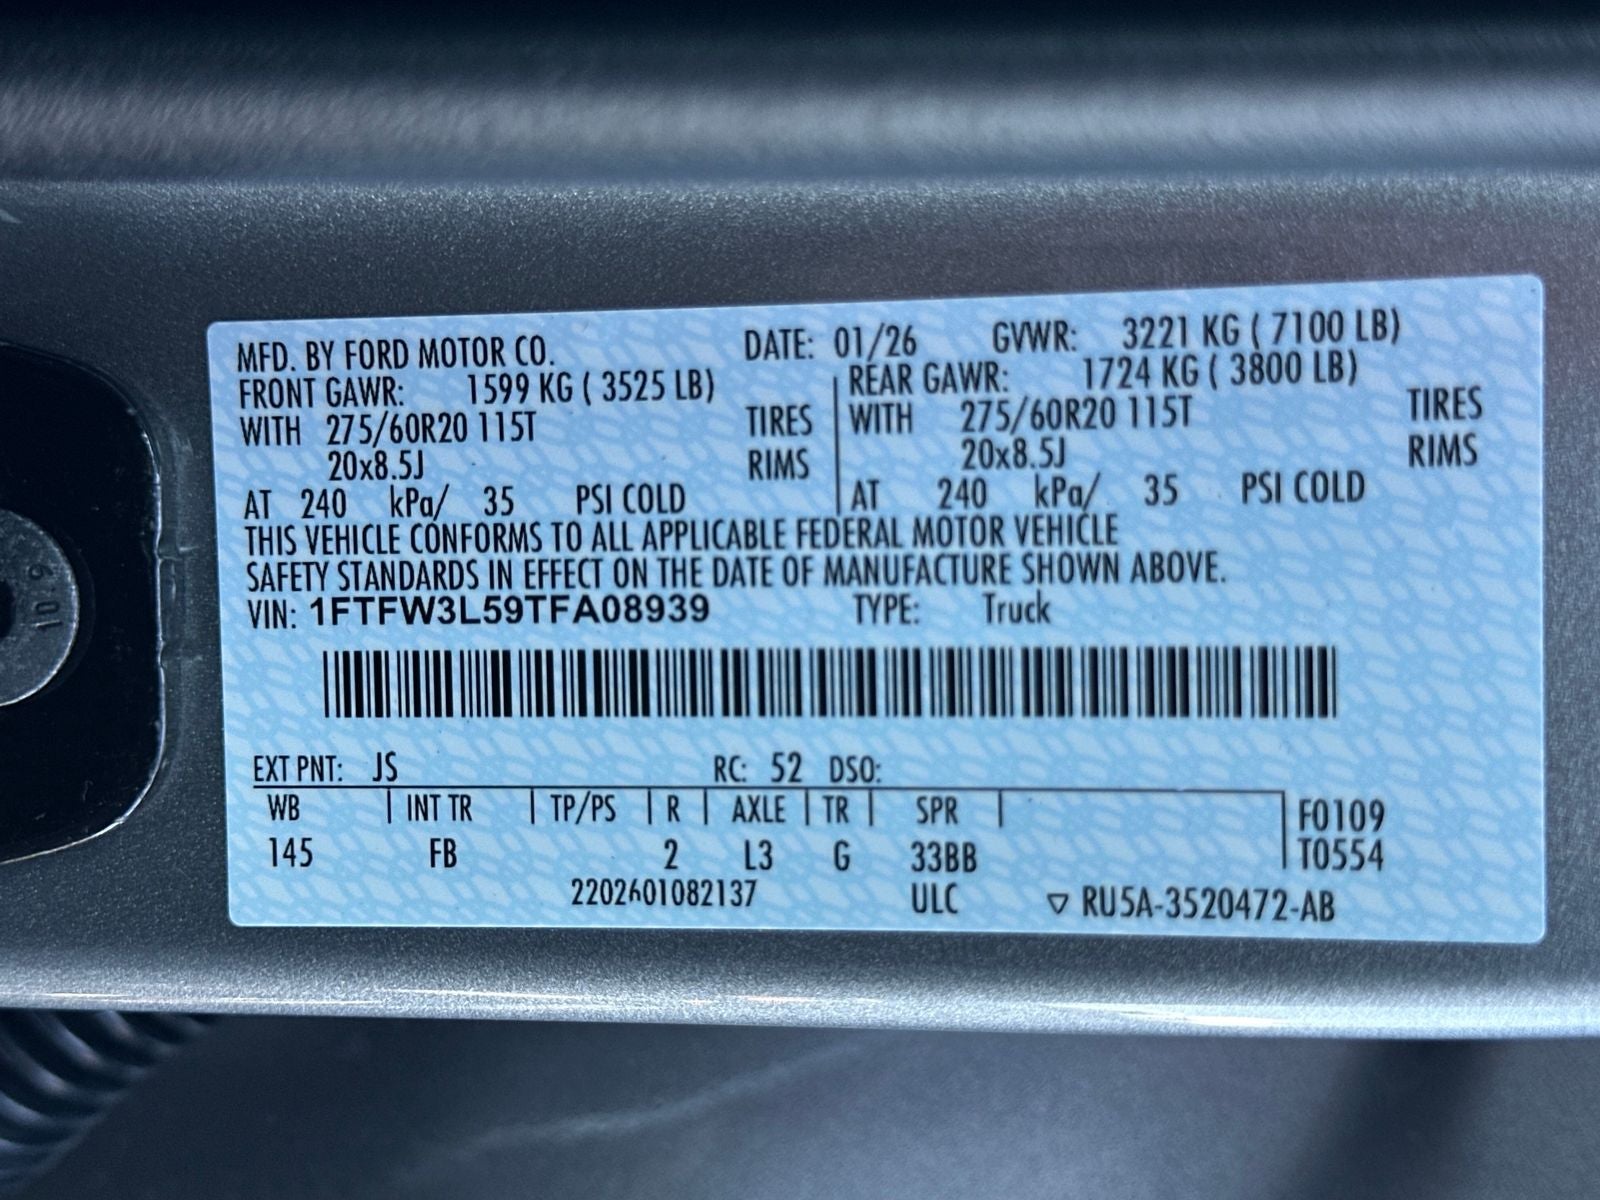 MFD. BY FORD MOTOR CO. DATE: 01/26 GVWR: 3221 KG ( 7100 LB)
FRONT GAWR: 1599 KG ( 3525 LB) REAR GAWR: 1724 KG ( 3800 LB)
WITH 275/60R20 115T TIRES WITH 275/60R20 115T TIRES
20x8.5J RIMS 20x8.5J RIMS
AT 240 kPa/ 35 PSI COLD AT 240 kPa/ 35 PSI COLD
THIS VEHICLE CONFORMS TO ALL APPLICABLE FEDERAL MOTOR VEHICLE
SAFETY STANDARDS IN EFFECT ON THE DATE OF MANUFACTURE SHOWN ABOVE.
VIN: 1FTFW3L59TFA08939 TYPE: Truck
EXT PNT: JS RC: 52 DSO:
WB INT TR TP/PS R AXLE TR SPR F0109
145 FB 2 L3 G 33BB T0554
2202601082137 ULC ▽ RU5A-3520472-AB
10.9